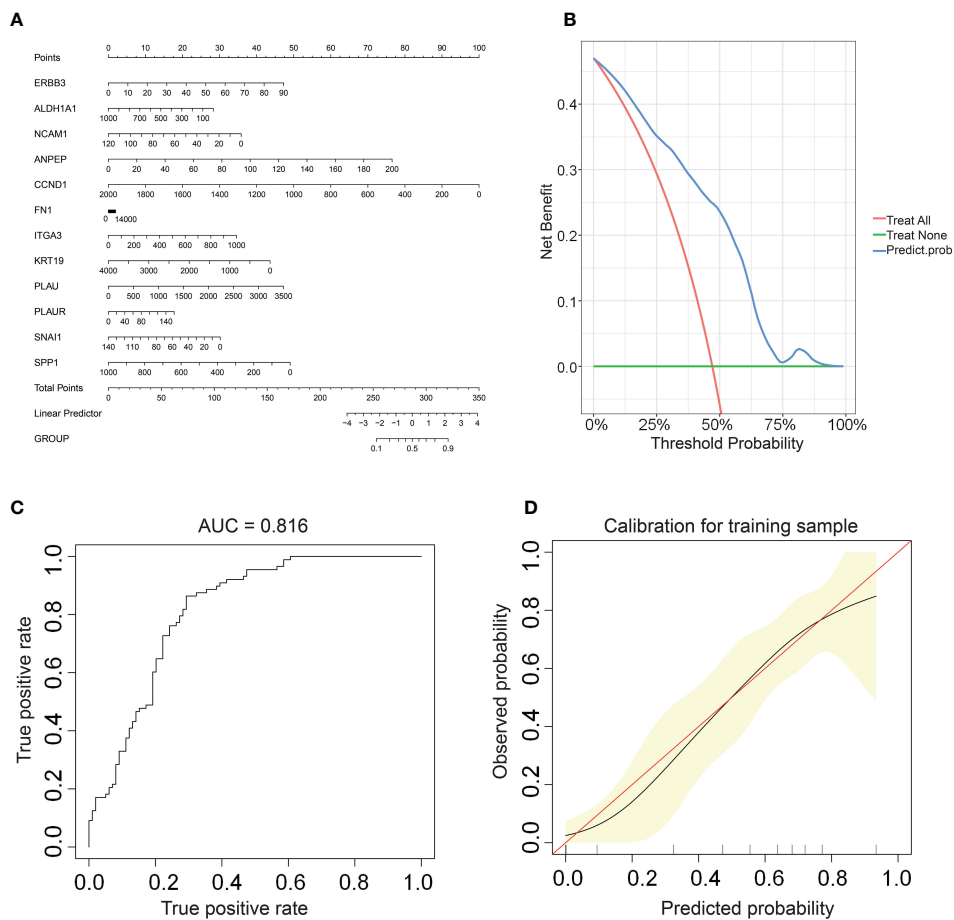 A
Points
0 10 20 30 40 50 60 70 80 90 100
ERBB3
0 10 20 30 40 50 60 70 80 90
ALDH1A1
1000 700 500 300 100
NCAM1
120 100 80 60 40 20 0
ANPEP
0 20 40 60 80 100 120 140 160 180 200
CCND1
2000 1800 1600 1400 1200 1000 800 600 400 200 0
FN1
0 14000
ITGA3
0 200 400 600 800 1000
KRT19
4000 3000 2000 1000 0
PLAU
0 500 1000 1500 2000 2500 3000 3500
PLAUR
0 40 80 140
SNAI1
140 110 80 60 40 20 0
SPP1
1000 800 600 400 200 0
Total Points
0 50 100 150 200 250 300 350
Linear Predictor
−4 −3 −2 −1 0 1 2 3 4
GROUP
0.1 0.5 0.9
B
Net Benefit
0.4
0.3
0.2
0.1
0.0
0% 25% 50% 75% 100%
Threshold Probability
Treat All
Treat None
Predict.prob
C
AUC = 0.816
True positive rate
1.0
0.8
0.6
0.4
0.2
0.0
0.0 0.2 0.4 0.6 0.8 1.0
True positive rate
D
Calibration for training sample
Observed probability
1.0
0.8
0.6
0.4
0.2
0.0
0.0 0.2 0.4 0.6 0.8 1.0
Predicted probability